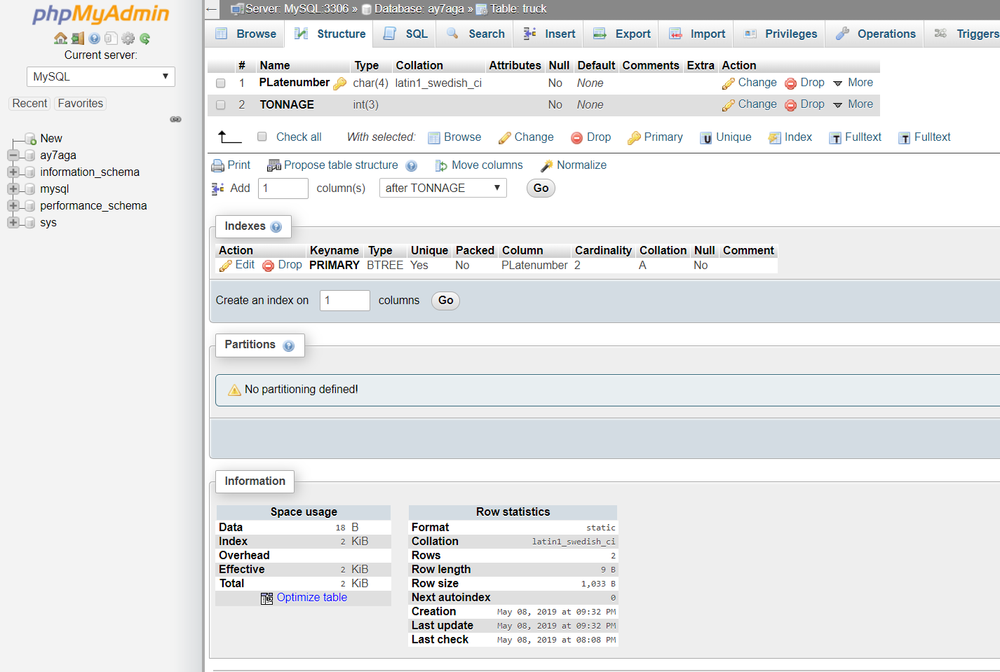 phpMyAdmin
Current server:
MySQL
Recent Favorites
New
ay7aga
information_schema
mysql
performance_schema
sys
Server: MySQL:3306 » Database: ay7aga » Table: truck
Browse Structure SQL Search Insert Export Import Privileges Operations Triggers
# Name Type Collation Attributes Null Default Comments Extra Action
1 PLatenumber char(4) latin1_swedish_ci No None Change Drop More
2 TONNAGE int(3) No None Change Drop More
Check all With selected: Browse Change Drop Primary Unique Index Fulltext Fulltext
Print Propose table structure Move columns Normalize
Add 1 column(s) after TONNAGE Go
Indexes
Action Keyname Type Unique Packed Column Cardinality Collation Null Comment
Edit Drop PRIMARY BTREE Yes No PLatenumber 2 A No
Create an index on 1 columns Go
Partitions
No partitioning defined!
Information
Space usage
Data 18 B
Index 2 KiB
Overhead
Effective 2 KiB
Total 2 KiB
Optimize table
Row statistics
Format static
Collation latin1_swedish_ci
Rows 2
Row length 9 B
Row size 1,033 B
Next autoindex 0
Creation May 08, 2019 at 09:32 PM
Last update May 08, 2019 at 09:32 PM
Last check May 08, 2019 at 08:08 PM